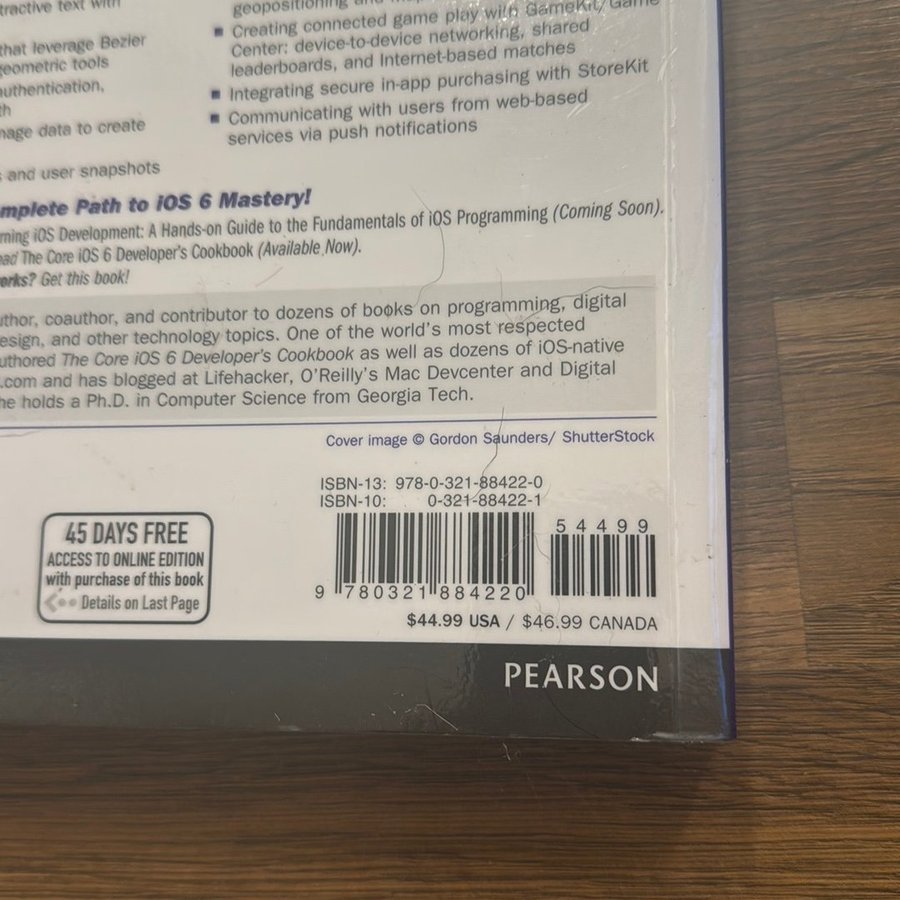 tractive text with
that leverage Bezier
geometric tools
authentication,
th
mage data to create
s and user snapshots
geopositioning and
■ Creating connected game play with GameKit/Game
Center: device-to-device networking, shared
leaderboards, and Internet-based matches
■ Integrating secure in-app purchasing with StoreKit
■ Communicating with users from web-based
services via push notifications
mplete Path to iOS 6 Mastery!
ming iOS Development: A Hands-on Guide to the Fundamentals of iOS Programming (Coming Soon).
ead The Core iOS 6 Developer's Cookbook (Available Now).
orks? Get this book!
uthor, coauthor, and contributor to dozens of books on programming, digital
esign, and other technology topics. One of the world's most respected
uthored The Core iOS 6 Developer's Cookbook as well as dozens of iOS-native
.com and has blogged at Lifehacker, O'Reilly's Mac Devcenter and Digital
he holds a Ph.D. in Computer Science from Georgia Tech.
Cover image © Gordon Saunders/ ShutterStock
45 DAYS FREE
ACCESS TO ONLINE EDITION
with purchase of this book
Details on Last Page
ISBN-13: 978-0-321-88422-0
ISBN-10: 0-321-88422-1
54499
9 780321 884220
$44.99 USA / $46.99 CANADA
PEARSON